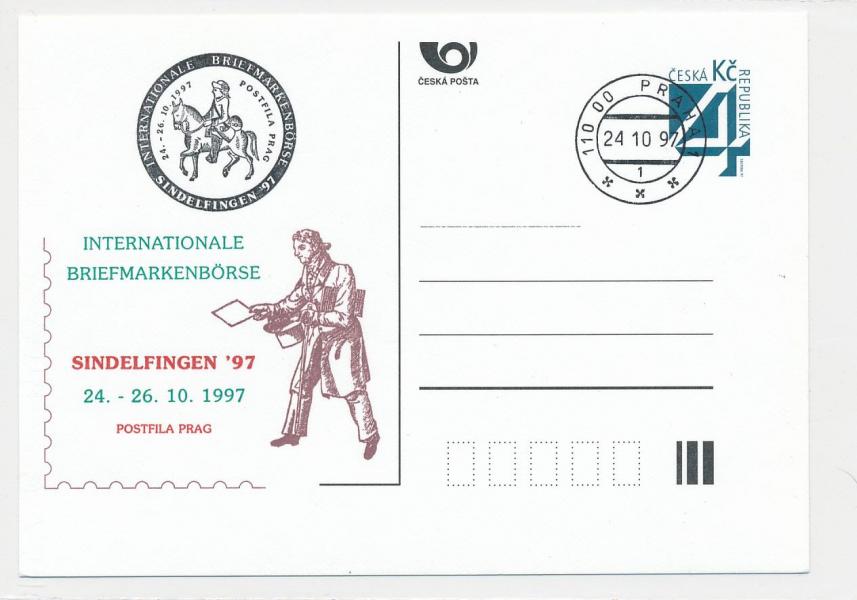 INTERNATIONALE BRIEFMARKENBÖRSE
SINDELFINGEN '97
24. - 26. 10. 1997
POSTFILA PRAG
INTERNATIONALE
BRIEFMARKENBÖRSE
SINDELFINGEN '97
24. - 26. 10. 1997
POSTFILA PRAG
ČESKÁ POŠTA
ČESKÁ Kč
REPUBLIKA
4
110 00 PRAHA 1
24 10 97
1